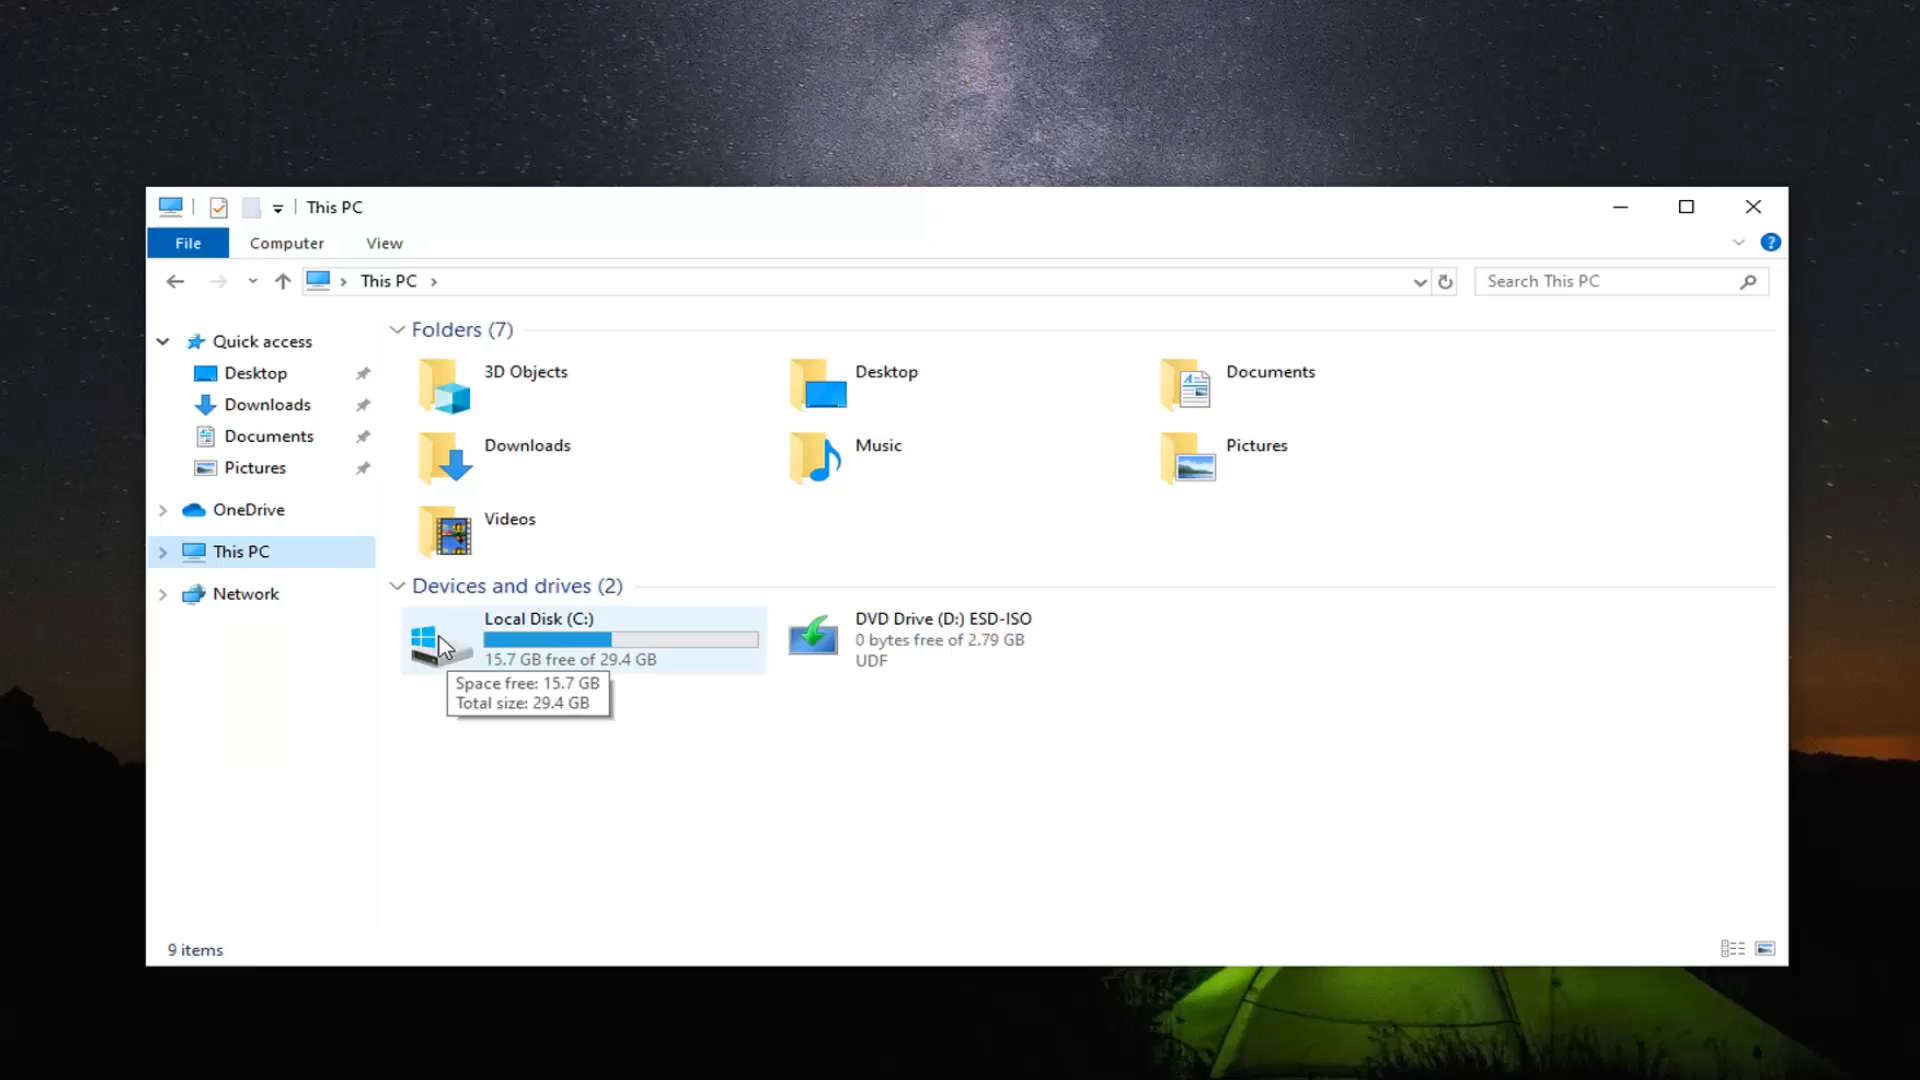 This PC
File Computer View
This PC
Search This PC
Quick access
Desktop
Downloads
Documents
Pictures
OneDrive
This PC
Network
Folders (7)
3D Objects
Desktop
Documents
Downloads
Music
Pictures
Videos
Devices and drives (2)
Local Disk (C:)
15.7 GB free of 29.4 GB
Space free: 15.7 GB
Total size: 29.4 GB
DVD Drive (D:) ESD-ISO
0 bytes free of 2.79 GB
UDF
9 items